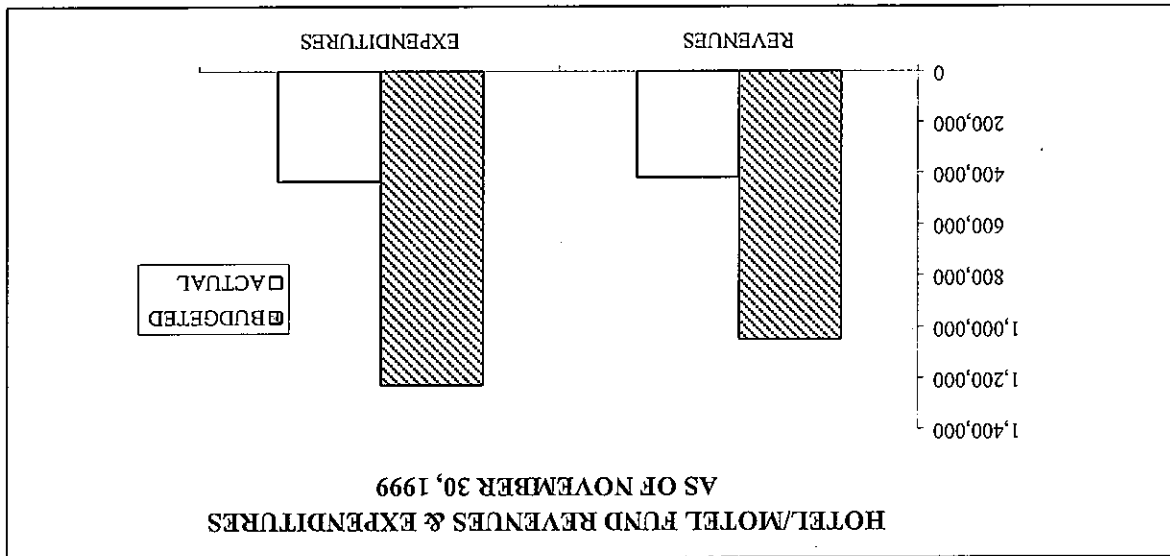 HOTEL/MOTEL FUND REVENUES & EXPENDITURES
AS OF NOVEMBER 30, 1999
1,400,000
1,200,000
1,000,000
800,000
600,000
400,000
200,000
0
REVENUES
EXPENDITURES
BUDGETED
ACTUAL